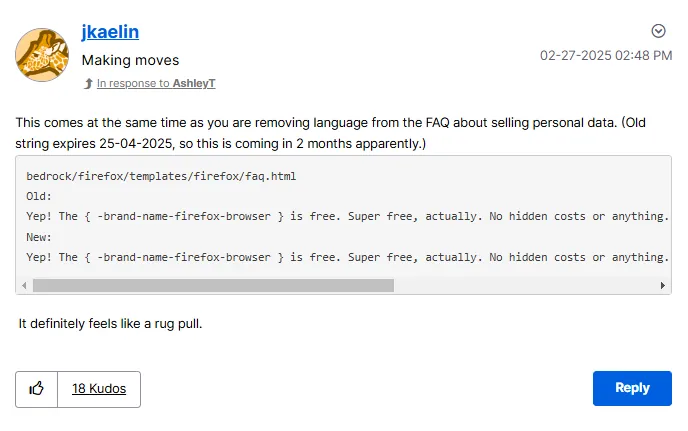 jkaelin
Making moves
02-27-2025 02:48 PM
In response to AshleyT
This comes at the same time as you are removing language from the FAQ about selling personal data. (Old
string expires 25-04-2025, so this is coming in 2 months apparently.)
bedrock/firefox/templates/firefox/faq.html
Old:
Yep! The { -brand-name-firefox-browser } is free. Super free, actually. No hidden costs or anything.
New:
Yep! The { -brand-name-firefox-browser } is free. Super free, actually. No hidden costs or anything.
It definitely feels like a rug pull.
18 Kudos
Reply